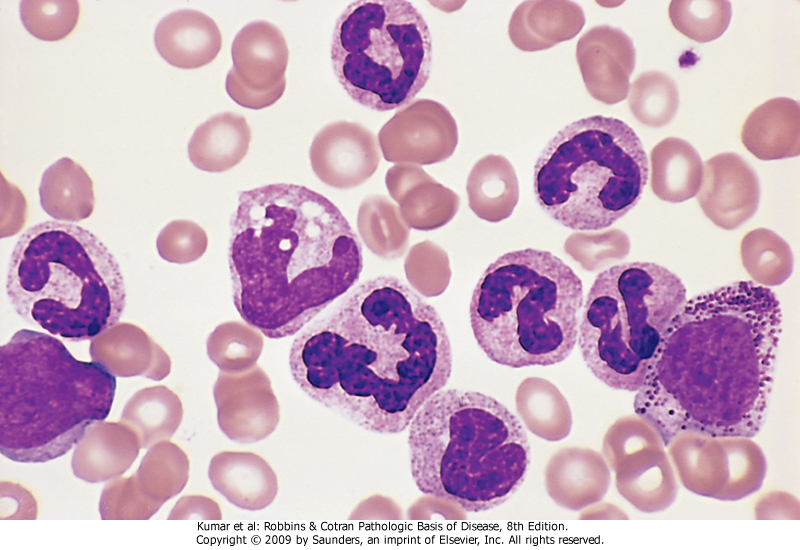 Kumar et al: Robbins & Cotran Pathologic Basis of Disease, 8th Edition.
Copyright © 2009 by Saunders, an imprint of Elsevier, Inc. All rights reserved.